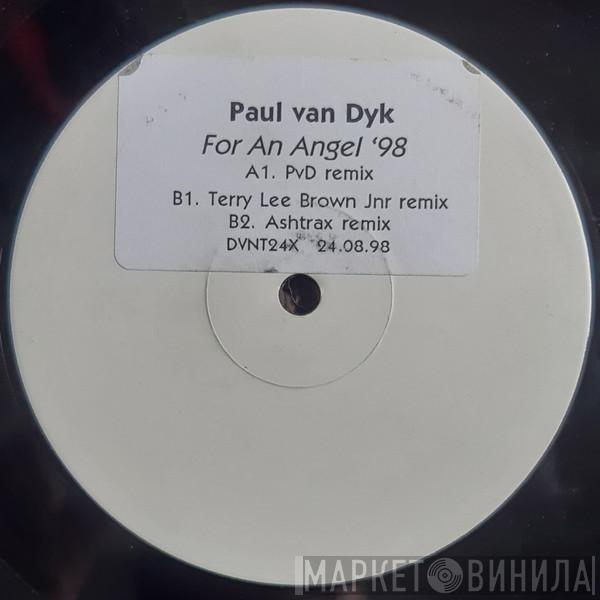 Paul van Dyk
For An Angel '98
A1. PvD remix
B1. Terry Lee Brown Jnr remix
B2. Ashtrax remix
DVNT24X 24.08.98
МАРКЕТ ВИНИЛА